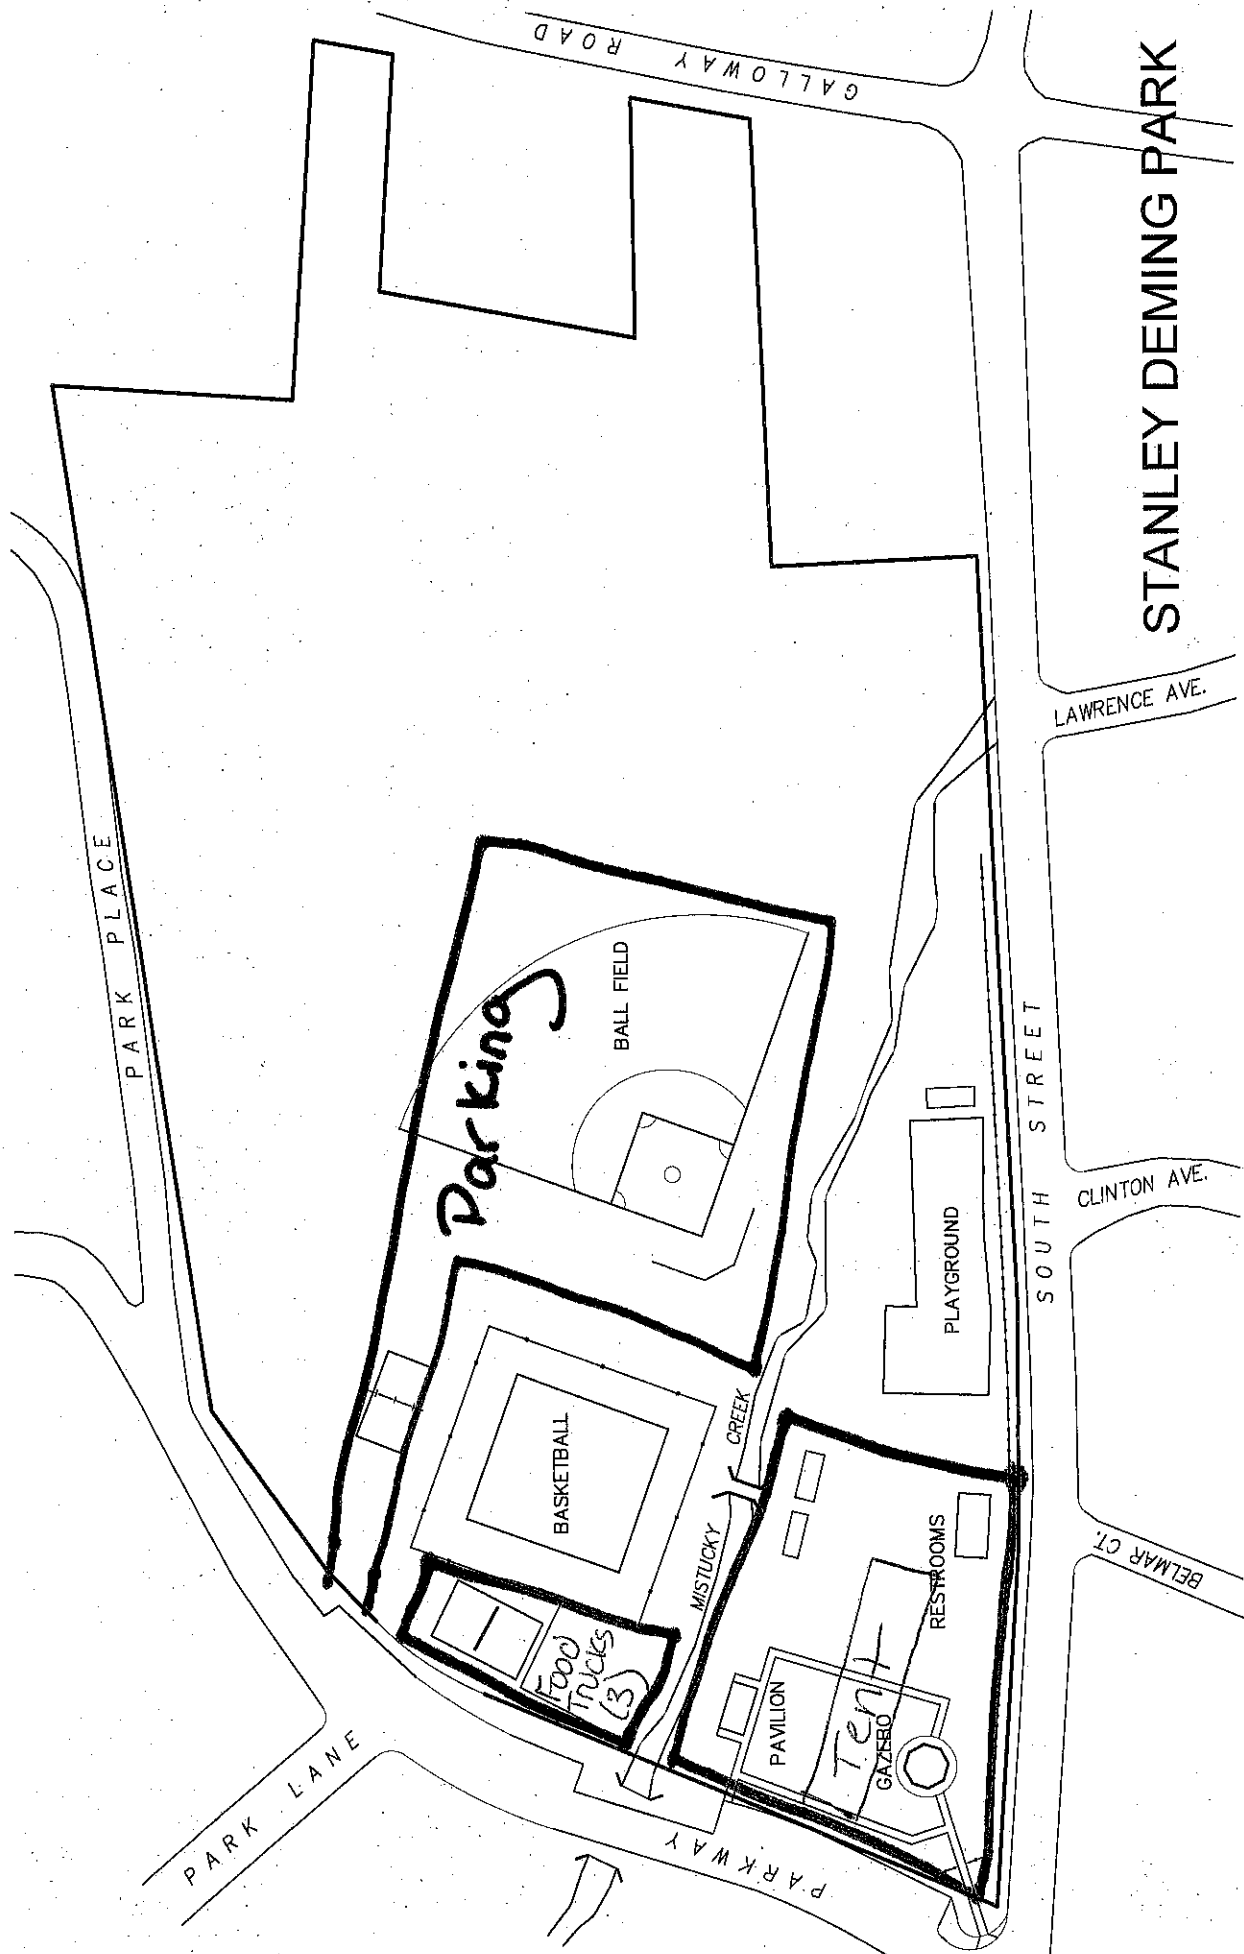 STANLEY DEMING PARK
GALLOWAY ROAD
PARK PLACE
PARK LANE
PARKWAY
SOUTH STREET
LAWRENCE AVE.
CLINTON AVE.
BELMAR CT.
Parking
BALL FIELD
BASKETBALL
PLAYGROUND
MISTUCKY CREEK
Food
Trucks
(3)
RESTROOMS
PAVILION
Tent
GAZEBO